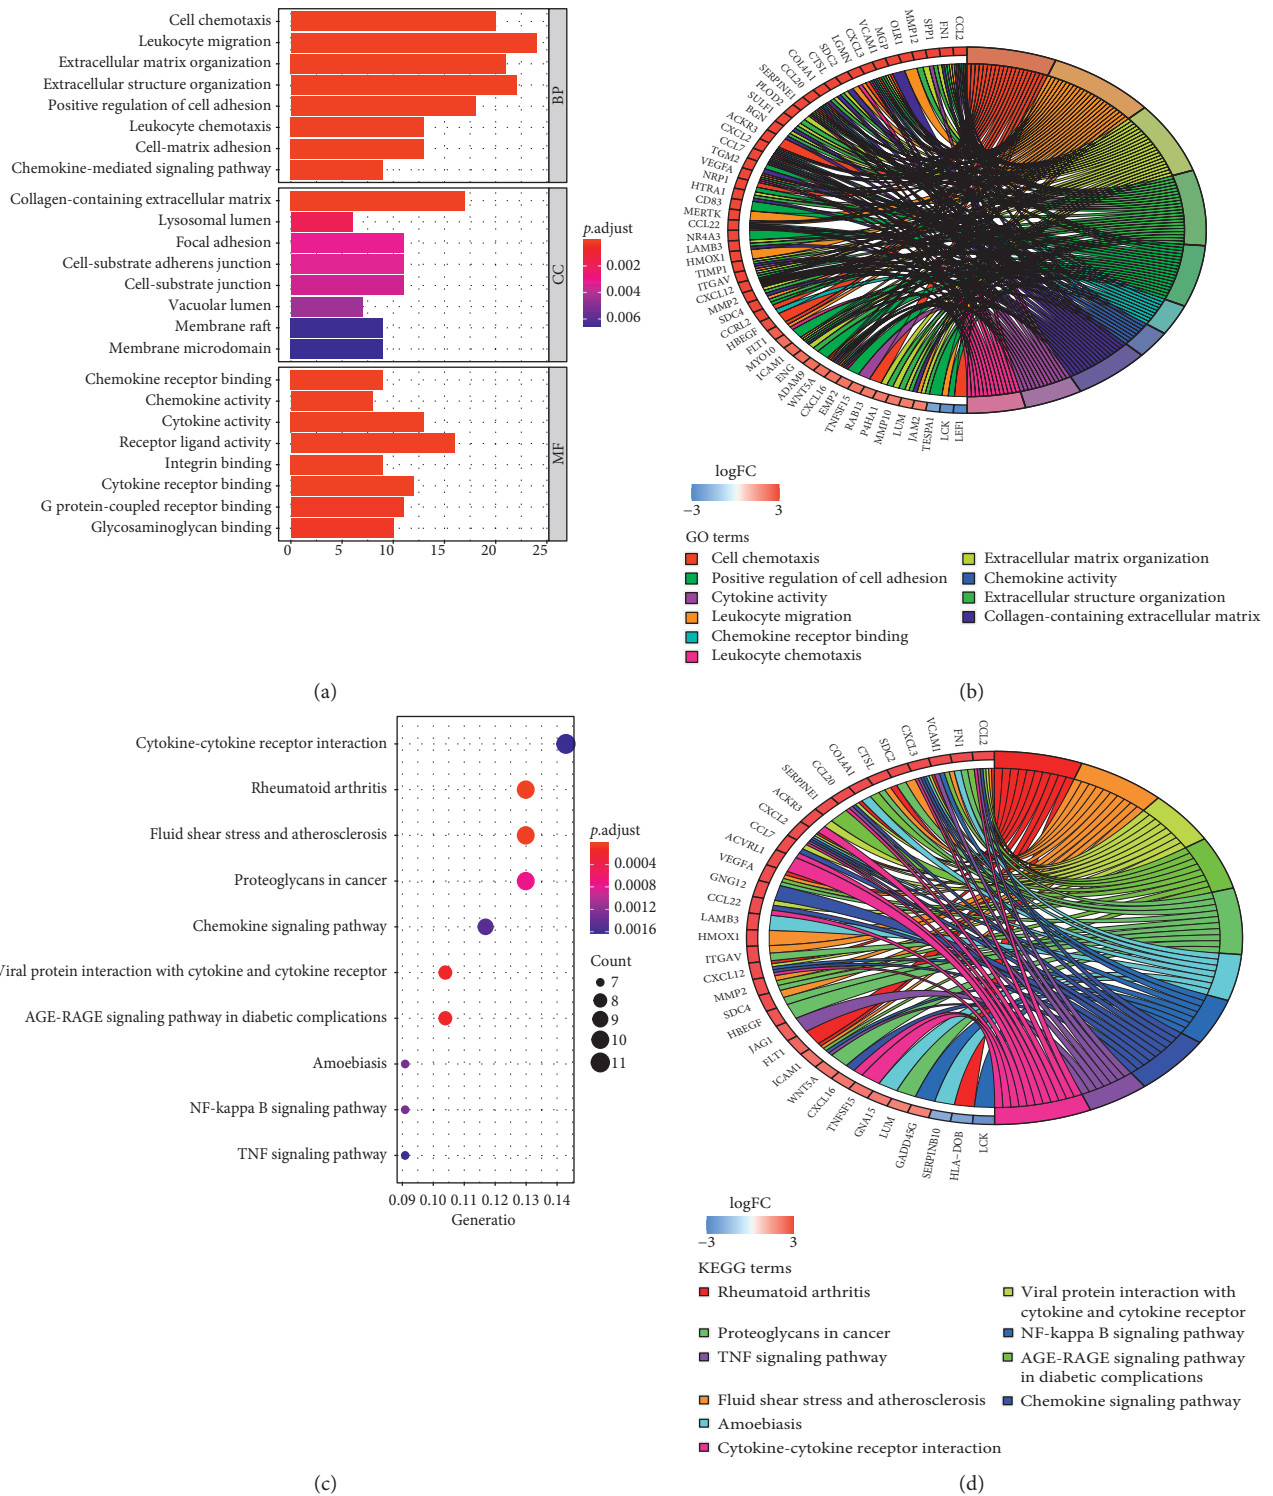 Cell chemotaxis
Leukocyte migration
Extracellular matrix organization
Extracellular structure organization
Positive regulation of cell adhesion
Leukocyte chemotaxis
Cell-matrix adhesion
Chemokine-mediated signaling pathway
BP
Collagen-containing extracellular matrix
Lysosomal lumen
Focal adhesion
Cell-substrate adherens junction
Cell-substrate junction
Vacuolar lumen
Membrane raft
Membrane microdomain
CC
Chemokine receptor binding
Chemokine activity
Cytokine activity
Receptor ligand activity
Integrin binding
Cytokine receptor binding
G protein-coupled receptor binding
Glycosaminoglycan binding
MF
0 5 10 15 20 25
p.adjust
0.002
0.004
0.006
(a)
CCL2
FN1
SPP1
MMP12
OLR1
MGP
VCAM1
CXCL3
LGMN
SDC2
CTSL
COL4A1
CCL20
SERPINE1
PLOD2
SULF1
BGN
ACKR3
CXCL2
CCL7
TGM2
VEGFA
NRP1
HTRA1
CD83
MERTK
CCL22
NR4A3
LAMB3
HMOX1
TIMP1
ITGAV
CXCL12
MMP2
SDC4
CCRL2
HBEGF
FLT1
MYO10
ICAM1
ENG
ADAM9
WNT5A
CXCL16
EMP2
TNFSF15
RAB13
P4HA1
MMP10
LUM
JAM2
TESPA1
LCK
LEF1
logFC
−3 3
GO terms
Cell chemotaxis
Positive regulation of cell adhesion
Cytokine activity
Leukocyte migration
Chemokine receptor binding
Leukocyte chemotaxis
Extracellular matrix organization
Chemokine activity
Extracellular structure organization
Collagen-containing extracellular matrix
(b)
Cytokine-cytokine receptor interaction
Rheumatoid arthritis
Fluid shear stress and atherosclerosis
Proteoglycans in cancer
Chemokine signaling pathway
Viral protein interaction with cytokine and cytokine receptor
AGE-RAGE signaling pathway in diabetic complications
Amoebiasis
NF-kappa B signaling pathway
TNF signaling pathway
0.09 0.10 0.11 0.12 0.13 0.14
Generatio
p.adjust
0.0004
0.0008
0.0012
0.0016
Count
7
8
9
10
11
(c)
CCL2
FN1
VCAM1
CXCL3
SDC2
CTSL
COL4A1
CCL20
SERPINE1
ACKR3
CXCL2
CCL7
ACVRL1
VEGFA
GNG12
CCL22
LAMB3
HMOX1
ITGAV
CXCL12
MMP2
SDC4
HBEGF
JAG1
FLT1
ICAM1
WNT5A
CXCL16
TNFSF15
GNA15
LUM
GADD45G
SERPINB10
HLA−DOB
LCK
logFC
−3 3
KEGG terms
Rheumatoid arthritis
Proteoglycans in cancer
TNF signaling pathway
Fluid shear stress and atherosclerosis
Amoebiasis
Cytokine-cytokine receptor interaction
Viral protein interaction with
cytokine and cytokine receptor
NF-kappa B signaling pathway
AGE-RAGE signaling pathway
in diabetic complications
Chemokine signaling pathway
(d)